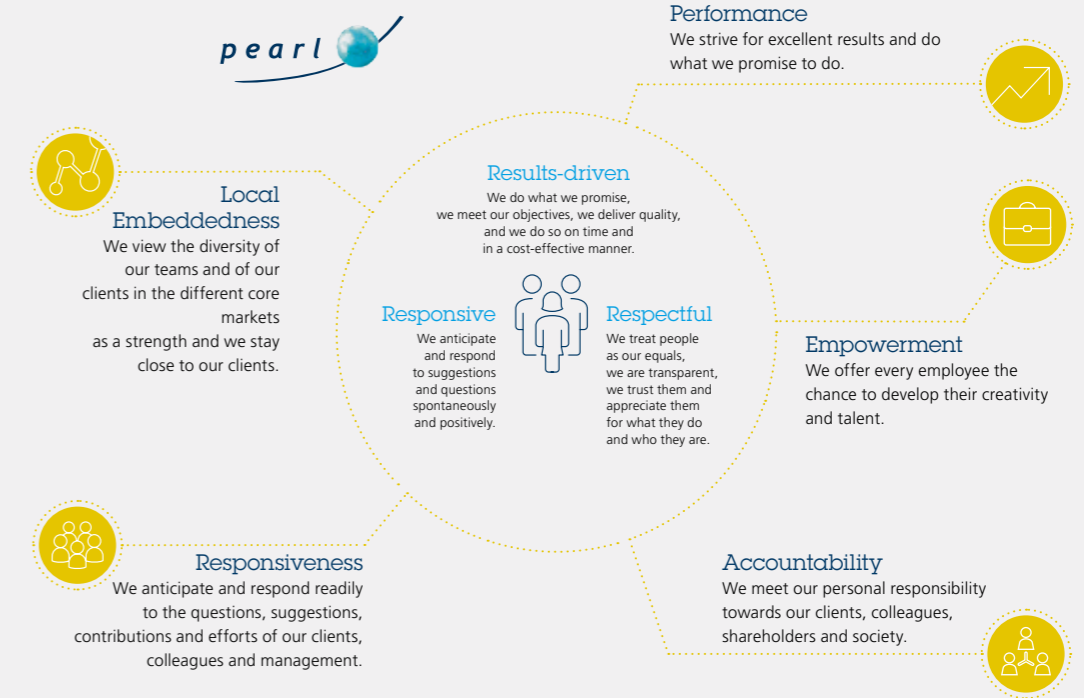 pearl
Performance
We strive for excellent results and do
what we promise to do.
Local
Embeddedness
We view the diversity of
our teams and of our
clients in the different core
markets
as a strength and we stay
close to our clients.
Results-driven
We do what we promise,
we meet our objectives, we deliver quality,
and we do so on time and
in a cost-effective manner.
Responsive
We anticipate
and respond
to suggestions
and questions
spontaneously
and positively.
Respectful
We treat people
as our equals,
we are transparent,
we trust them and
appreciate them
for what they do
and who they are.
Empowerment
We offer every employee the
chance to develop their creativity
and talent.
Responsiveness
We anticipate and respond readily
to the questions, suggestions,
contributions and efforts of our clients,
colleagues and management.
Accountability
We meet our personal responsibility
towards our clients, colleagues,
shareholders and society.